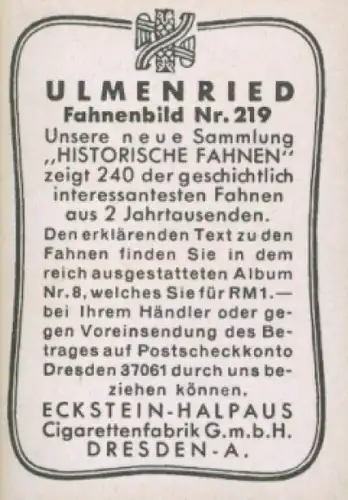 ULMENRIED
Fahnenbild Nr. 219
Unsere neue Sammlung
„HISTORISCHE FAHNEN"
zeigt 240 der geschichtlich
interessantesten Fahnen
aus 2 Jahrtausenden.
Den erklärenden Text zu den
Fahnen finden Sie in dem
reich ausgestatteten Album
Nr. 8, welches Sie für RM 1.—
bei Ihrem Händler oder ge-
gen Voreinsendung des Be-
trages auf Postscheckkonto
Dresden 37061 durch uns be-
ziehen können.
ECKSTEIN-HALPAUS
Cigarettenfabrik G.m.b.H.
DRESDEN-A.